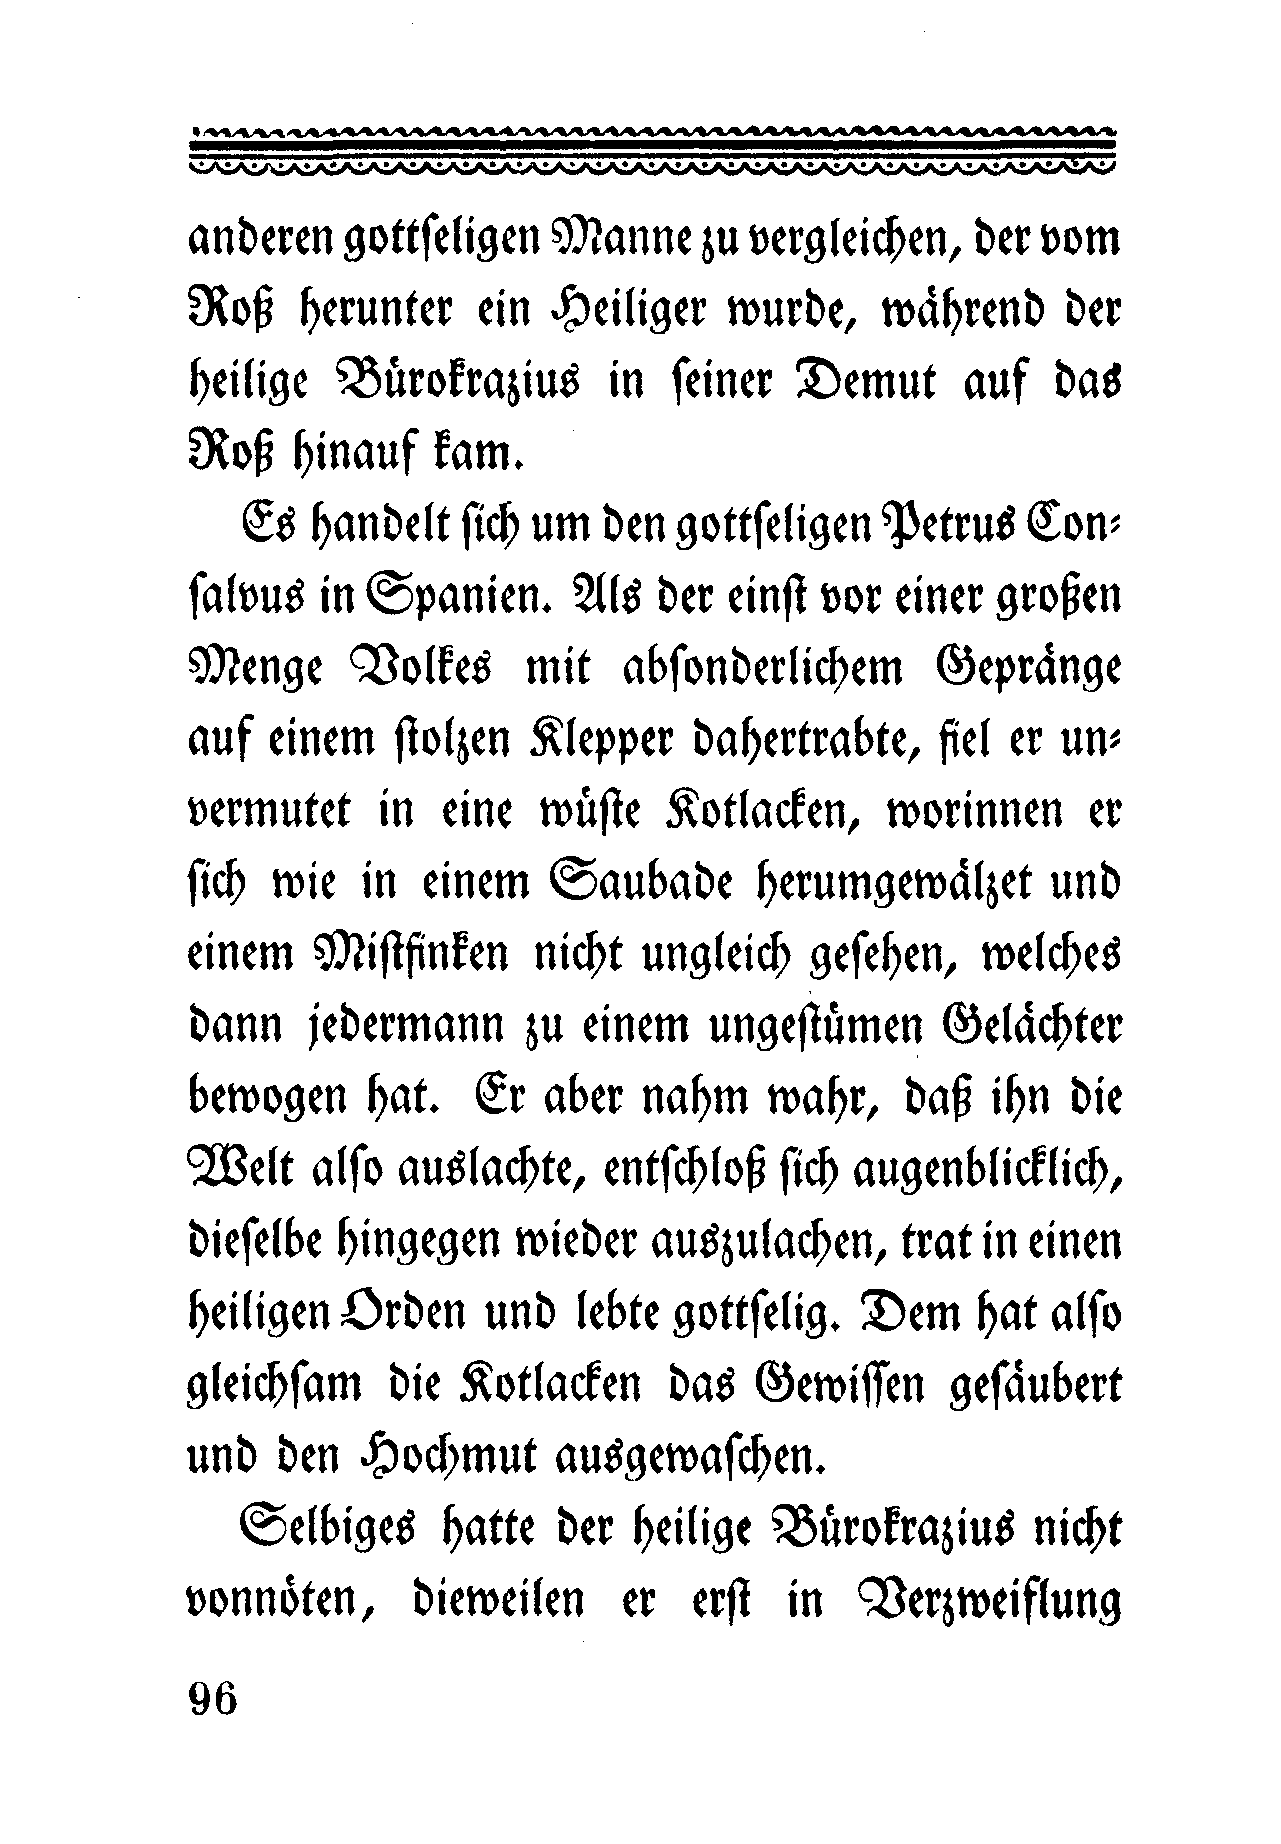 anderen gottſeligen Manne zu vergleichen, der vom
Roß herunter ein Heiliger wurde, während der
heilige Bürokrazius in ſeiner Demut auf das
Roß hinauf kam.
Es handelt ſich um den gottſeligen Petrus Con⸗
ſalvus in Spanien. Als der einſt vor einer großen
Menge Volkes mit abſonderlichem Gepränge
auf einem ſtolzen Klepper dahertrabte, fiel er un⸗
vermutet in eine wüſte Kotlacken, worinnen er
ſich wie in einem Saubade herumgewälzet und
einem Miſtfinken nicht ungleich geſehen, welches
dann jedermann zu einem ungeſtümen Gelächter
bewogen hat. Er aber nahm wahr, daß ihn die
Welt alſo auslachte, entſchloß ſich augenblicklich,
dieſelbe hingegen wieder auszulachen, trat in einen
heiligen Orden und lebte gottſelig. Dem hat alſo
gleichſam die Kotlacken das Gewiſſen geſäubert
und den Hochmut ausgewaſchen.
Selbiges hatte der heilige Bürokrazius nicht
vonnöten, dieweilen er erſt in Verzweiflung
96